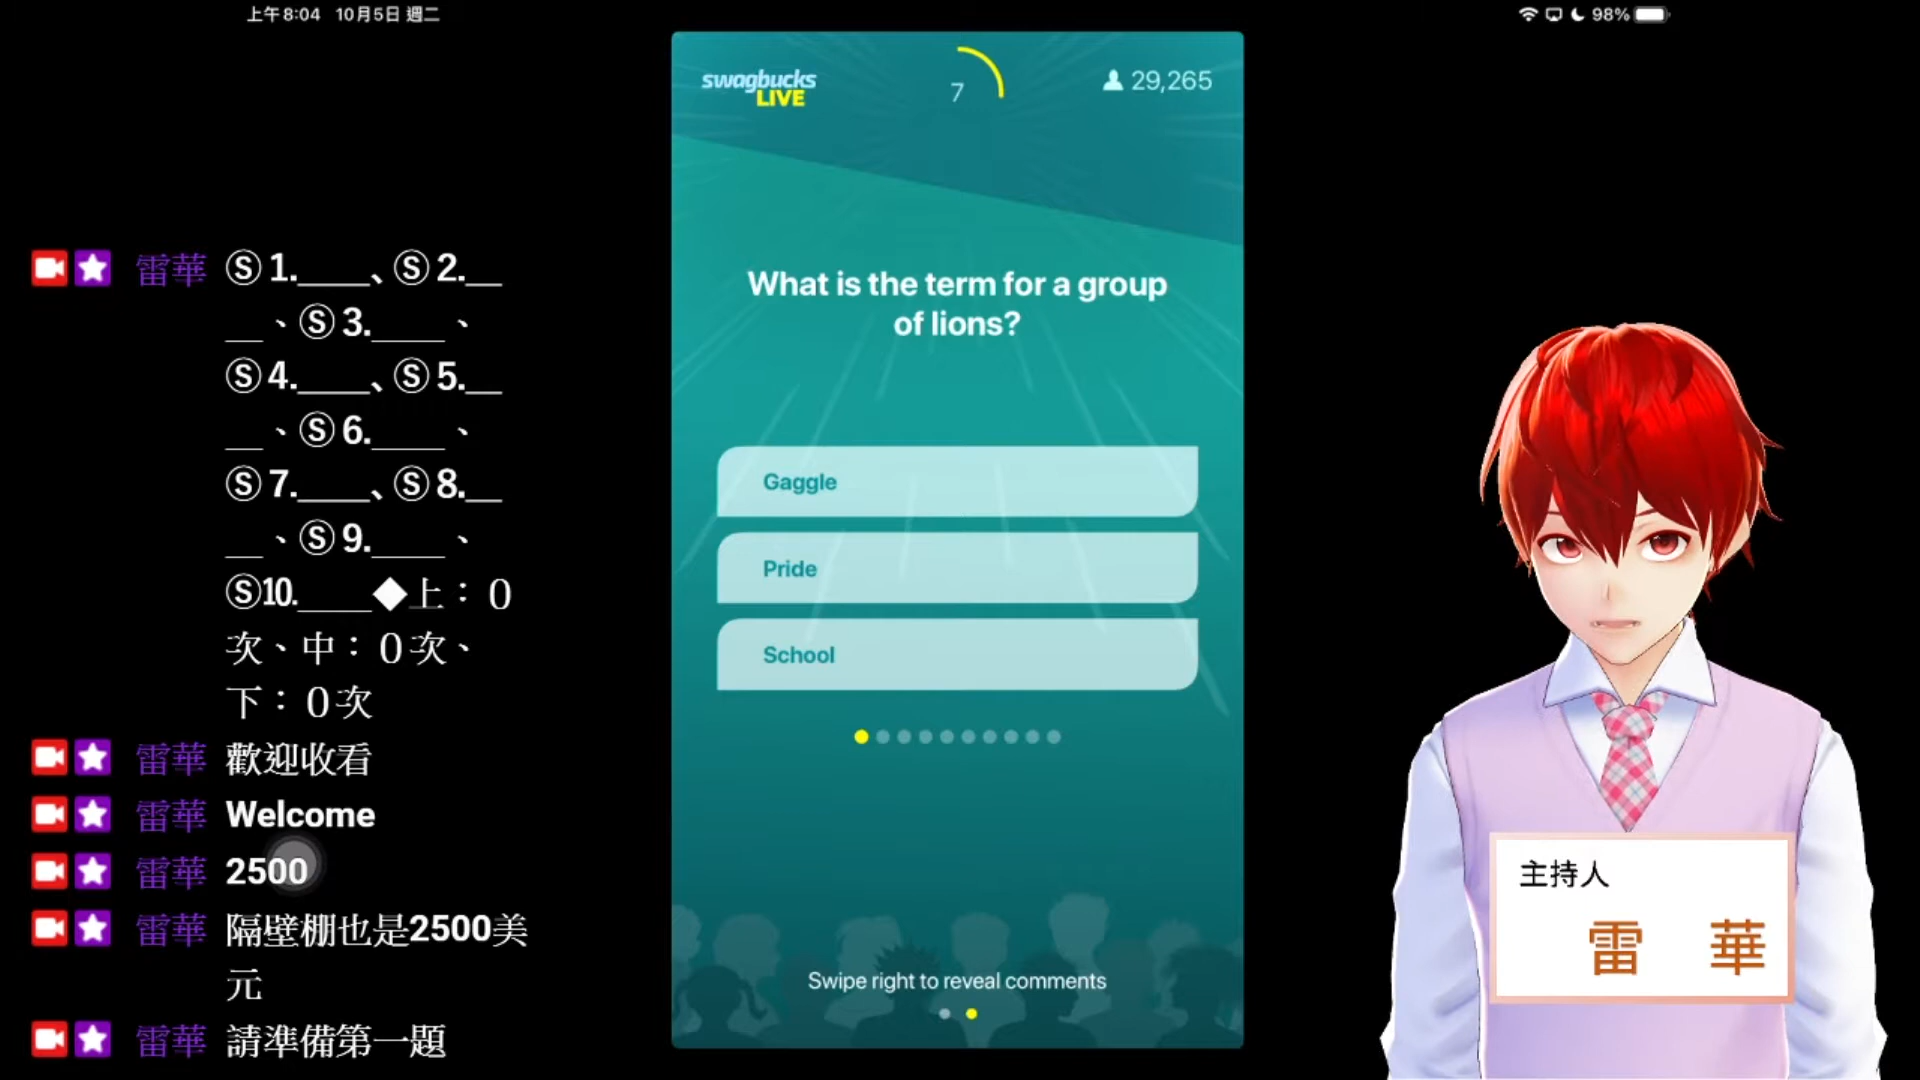 上午8:04 10月5日 週二
98%
swagbucks
LIVE
7
29,265
What is the term for a group
of lions?
Gaggle
Pride
School
Swipe right to reveal comments
雷華 Ⓢ1.____、Ⓢ2.__
__、Ⓢ3.____、
Ⓢ4.____、Ⓢ5.__
__、Ⓢ6.____、
Ⓢ7.____、Ⓢ8.__
__、Ⓢ9.____、
Ⓢ10.____◆上：0
次、中：0次、
下：0次
雷華 歡迎收看
雷華 Welcome
雷華 2500
雷華 隔壁棚也是2500美
元
雷華 請準備第一題
主持人
雷 華